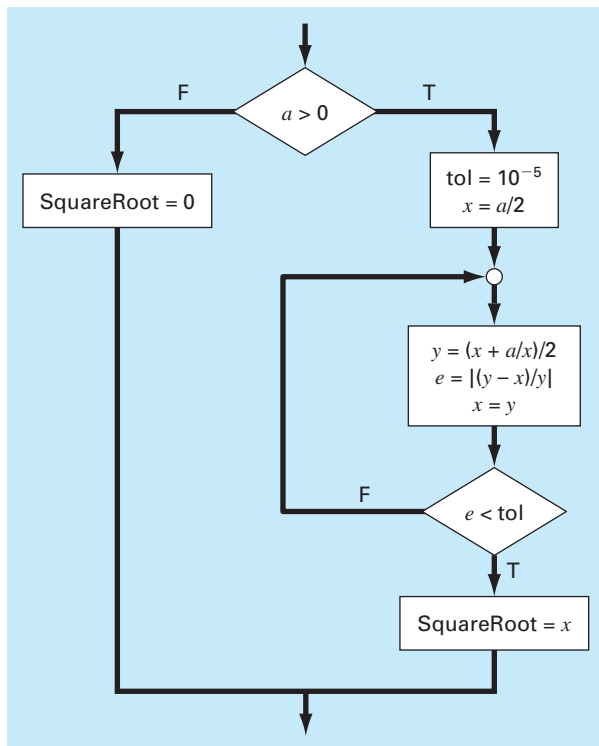 F
T
a > 0
SquareRoot = 0
tol = 10⁻⁵
x = a/2
y = (x + a/x)/2
e = |(y − x)/y|
x = y
F
e < tol
T
SquareRoot = x